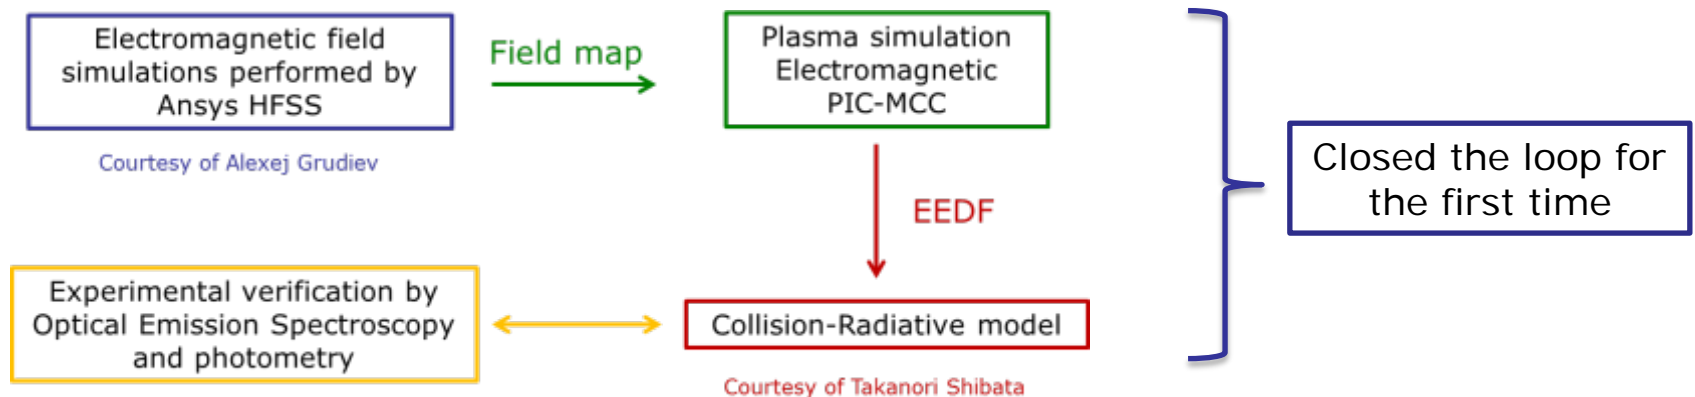 Electromagnetic field
simulations performed by
Ansys HFSS
Courtesy of Alexej Grudiev
Field map
Plasma simulation
Electromagnetic
PIC-MCC
EEDF
Collision-Radiative model
Courtesy of Takanori Shibata
Experimental verification by
Optical Emission Spectroscopy
and photometry
Closed the loop for
the first time